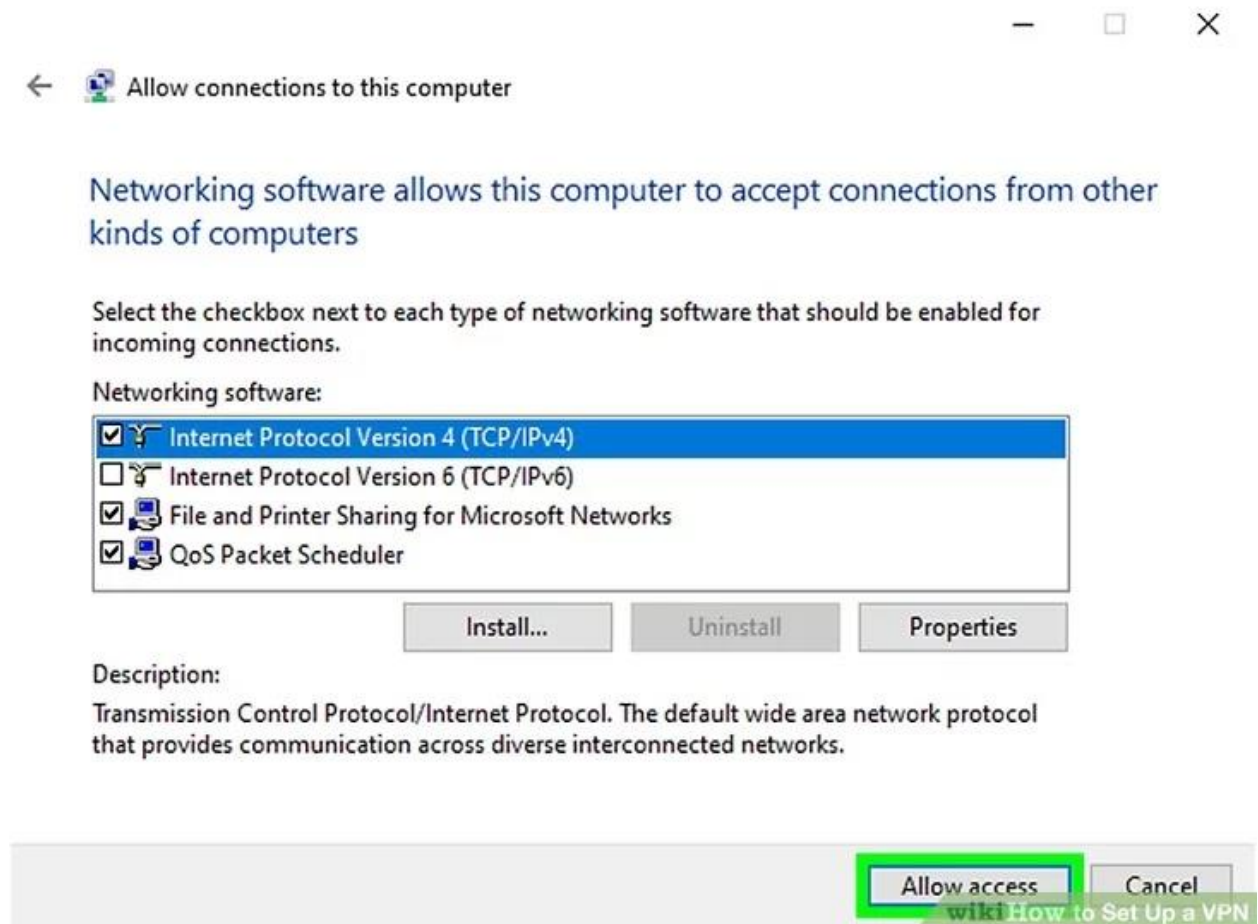 Allow connections to this computer
Networking software allows this computer to accept connections from other
kinds of computers
Select the checkbox next to each type of networking software that should be enabled for
incoming connections.
Networking software:
Internet Protocol Version 4 (TCP/IPv4)
Internet Protocol Version 6 (TCP/IPv6)
File and Printer Sharing for Microsoft Networks
QoS Packet Scheduler
Install... Uninstall Properties
Description:
Transmission Control Protocol/Internet Protocol. The default wide area network protocol
that provides communication across diverse interconnected networks.
Allow access Cancel
wikiHow to Set Up a VPN